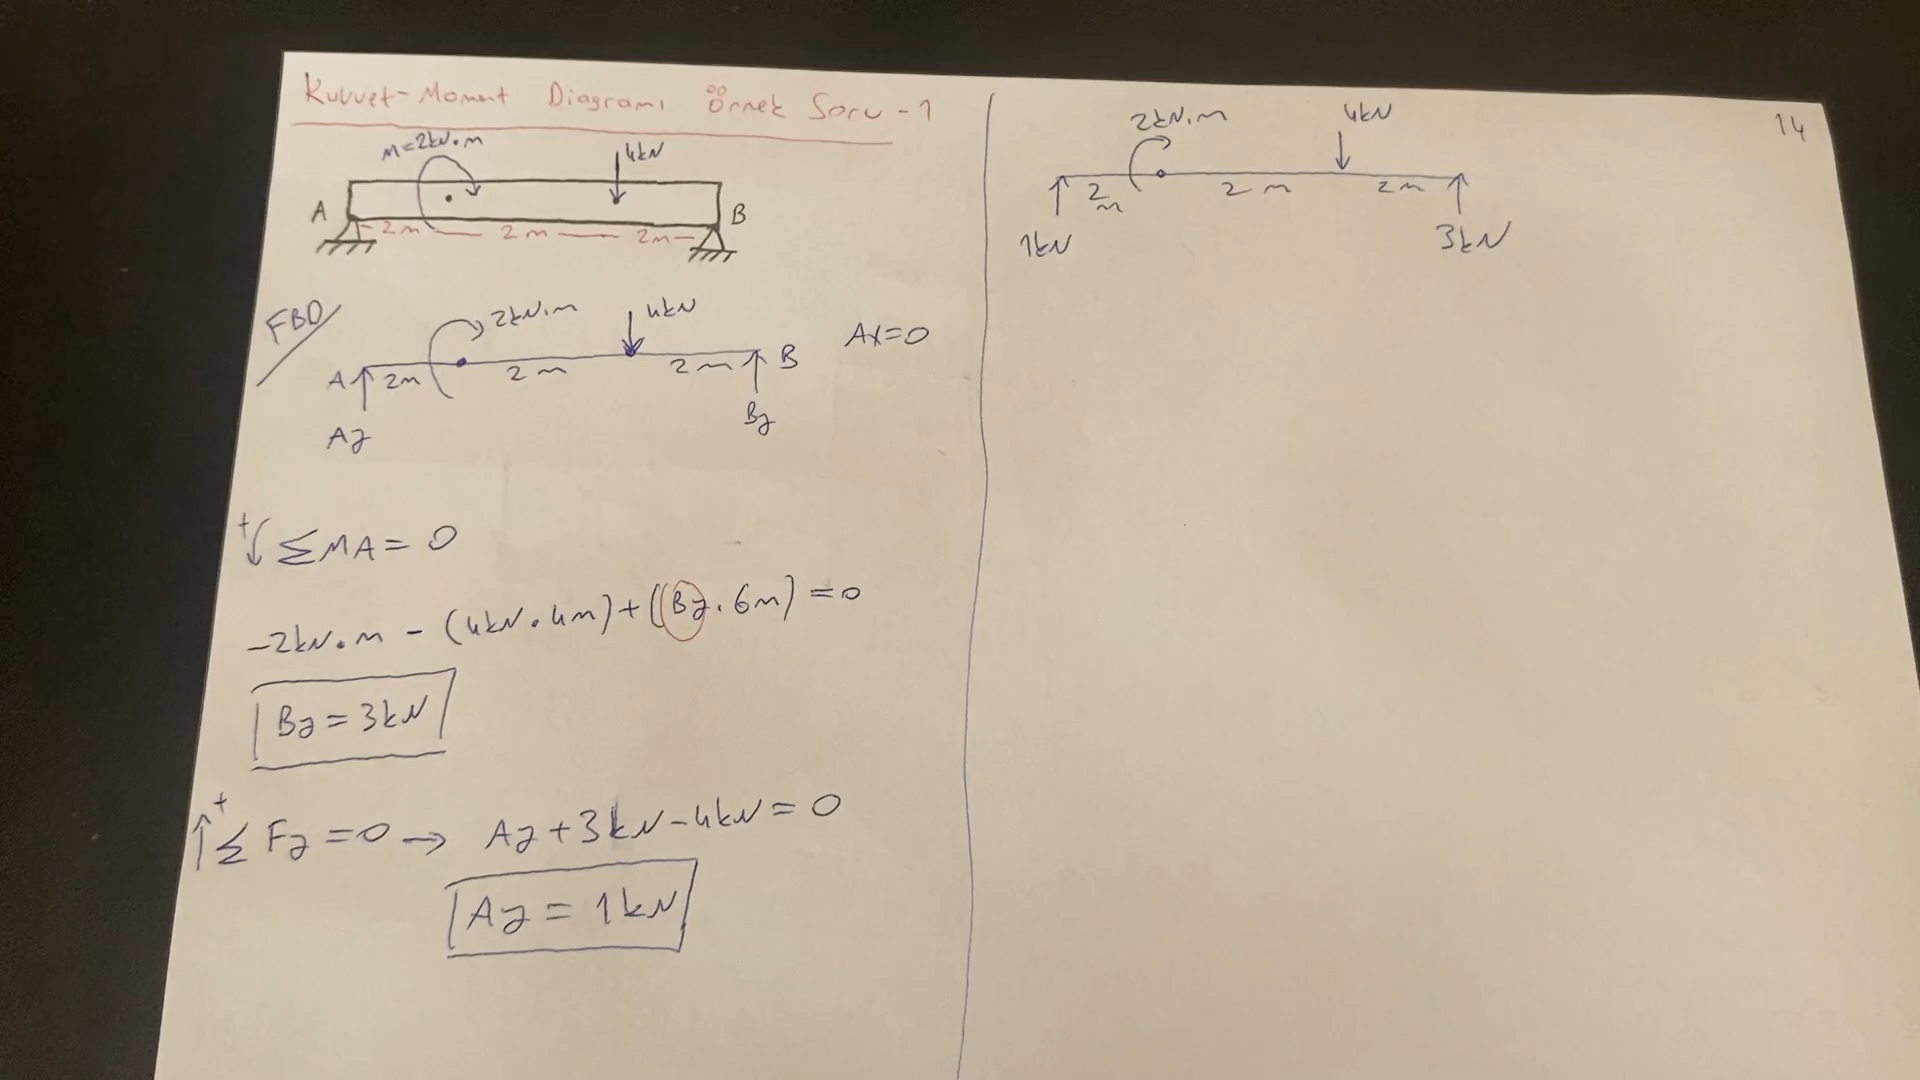 Kuvvet-Moment Diagramı Örnek Soru-1
M=2kN.m
4kN
A
B
2m
2m
2m
FBD
2kN.m
4kN
Ax=0
A
2m
2m
2m
B
Ay
By
+ ΣMA=0
-2kN.m - (4kN.4m)+(By.6m)=0
By=3kN
↑+ ΣFy=0 → Ay+3kN-4kN=0
Ay=1kN
14
2kN.m
4kN
2m
2m
2m
1kN
3kN